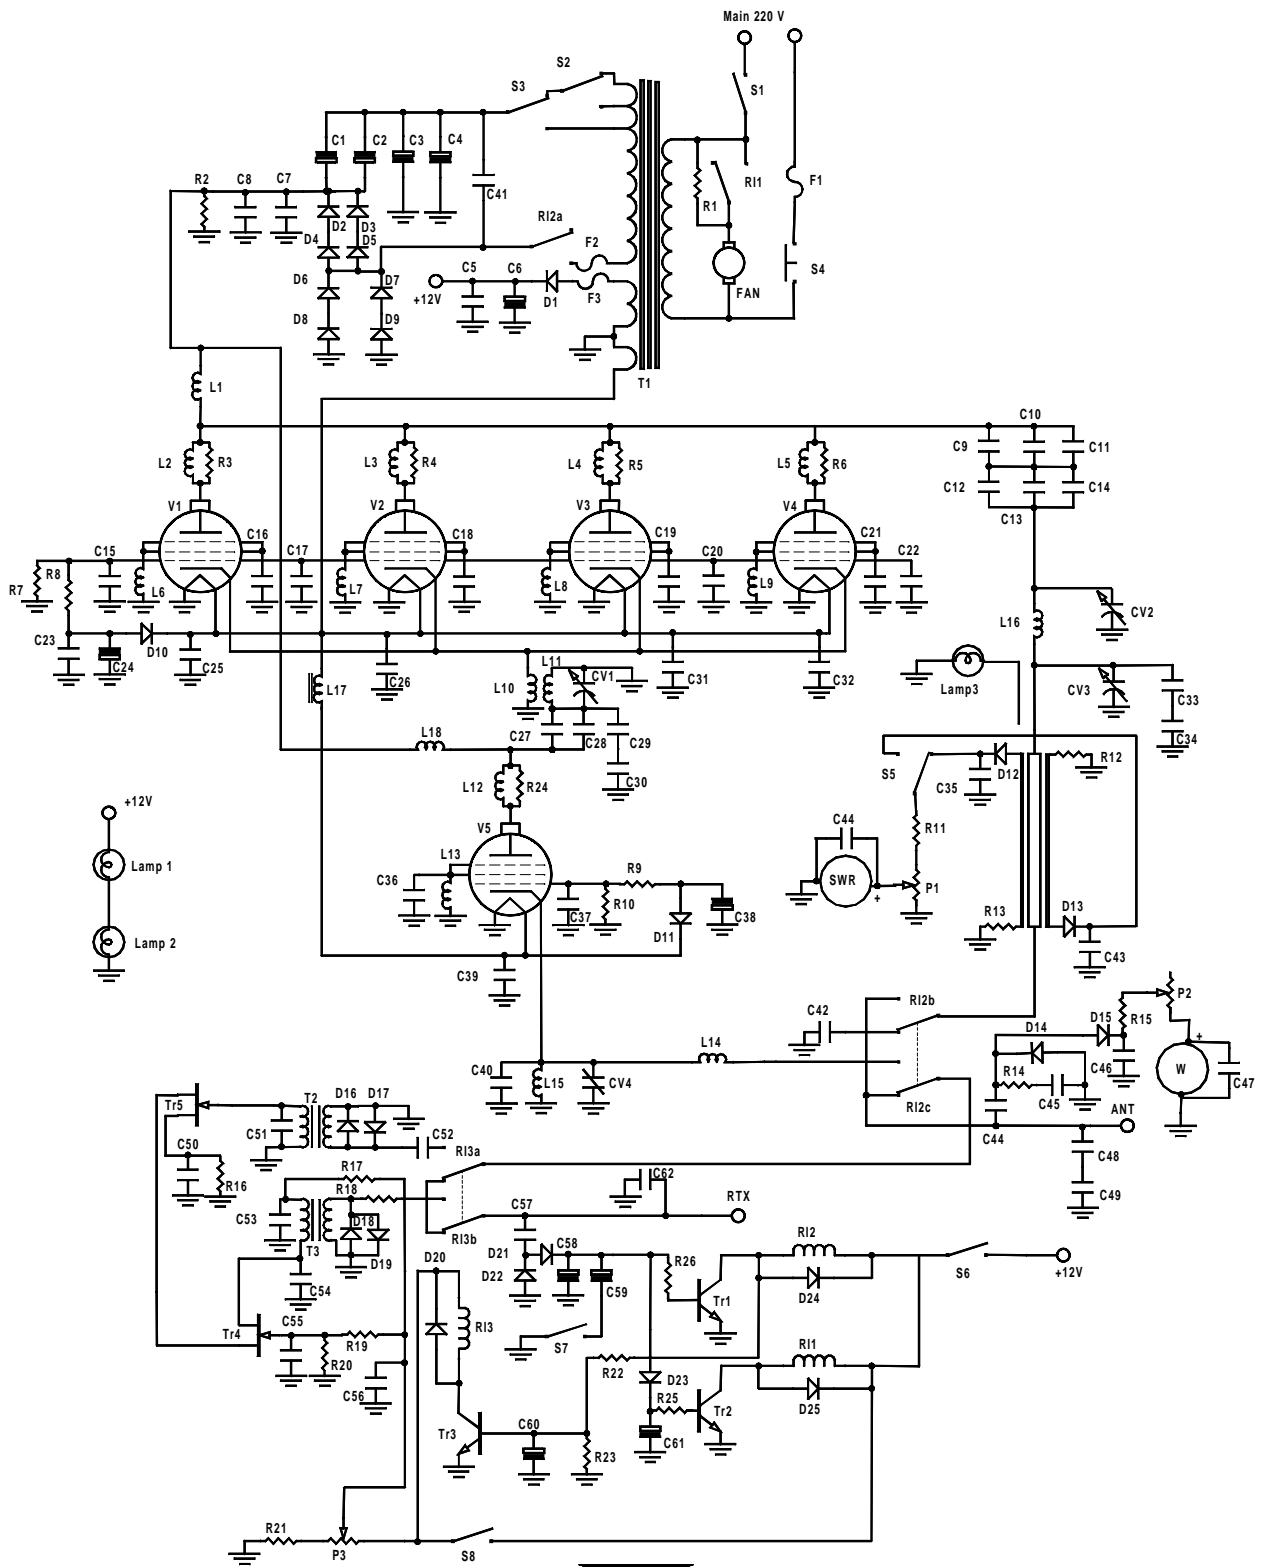 Main 220 V
S2
S3
S1
C1
C2
C3
C4
R2
C8
C7
C41
R1
Rl1
F1
D2
D3
D4
D5
Rl2a
F2
S4
D6
D7
+12V
C5
C6
D1
F3
FAN
D8
D9
T1
L1
C10
C9
C11
L2
R3
L3
R4
L4
R5
L5
R6
C12
C14
C13
V1
V2
V3
V4
C15
C16
C17
C18
C19
C20
C21
C22
R7
R8
L6
L7
L8
L9
C23
C24
D10
C25
C26
C31
C32
L16
CV2
L17
L10
L11
CV1
Lamp3
CV3
C33
C34
L18
C27
C28
C29
C30
S5
C35
D12
R12
L12
R24
+12V
Lamp 1
Lamp 2
V5
L13
C36
R9
R10
C37
D11
C38
C39
C44
SWR
+
R11
P1
R13
D13
C43
C42
Rl2b
P2
D15
R15
D14
R14
C45
C46
W
+
C47
C40
L15
CV4
L14
Rl2c
C44
ANT
C48
C49
Tr5
T2
D16
D17
C51
C52
C50
R16
R17
R18
Rl3a
C53
T3
D18
D19
Rl3b
C54
C62
RTX
C57
D21
D22
C58
C59
R26
Rl2
D24
S6
+12V
D20
Rl3
Tr1
S7
Tr4
C55
R19
R20
C56
R22
D23
R25
Rl1
D25
Tr2
Tr3
C60
R23
C61
R21
P3
S8